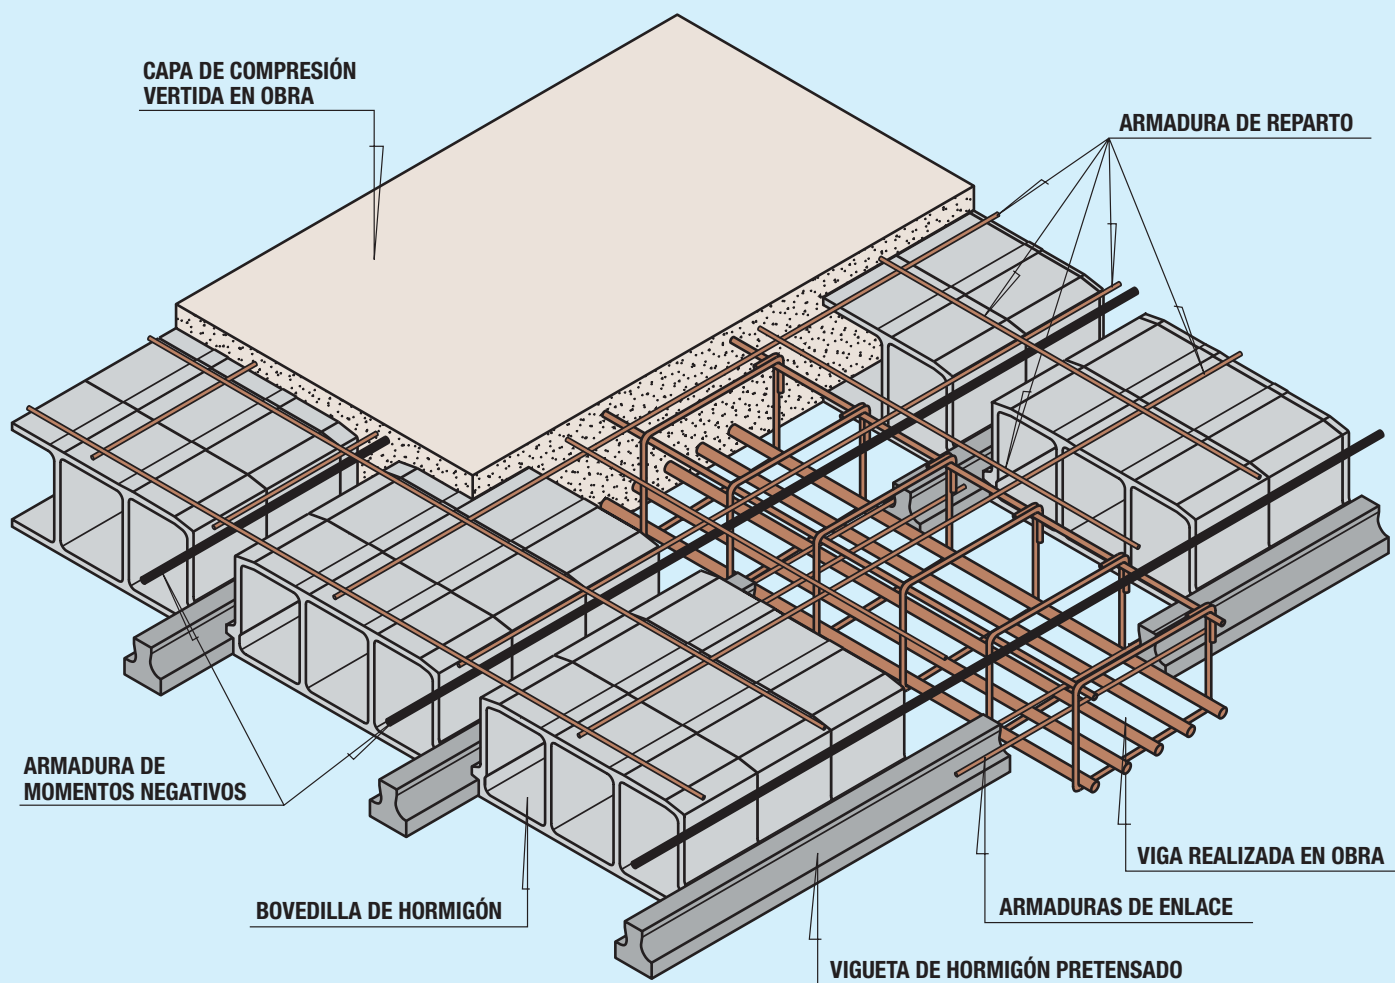 CAPA DE COMPRESIÓN
VERTIDA EN OBRA
ARMADURA DE REPARTO
ARMADURA DE
MOMENTOS NEGATIVOS
BOVEDILLA DE HORMIGÓN
VIGA REALIZADA EN OBRA
ARMADURAS DE ENLACE
VIGUETA DE HORMIGÓN PRETENSADO